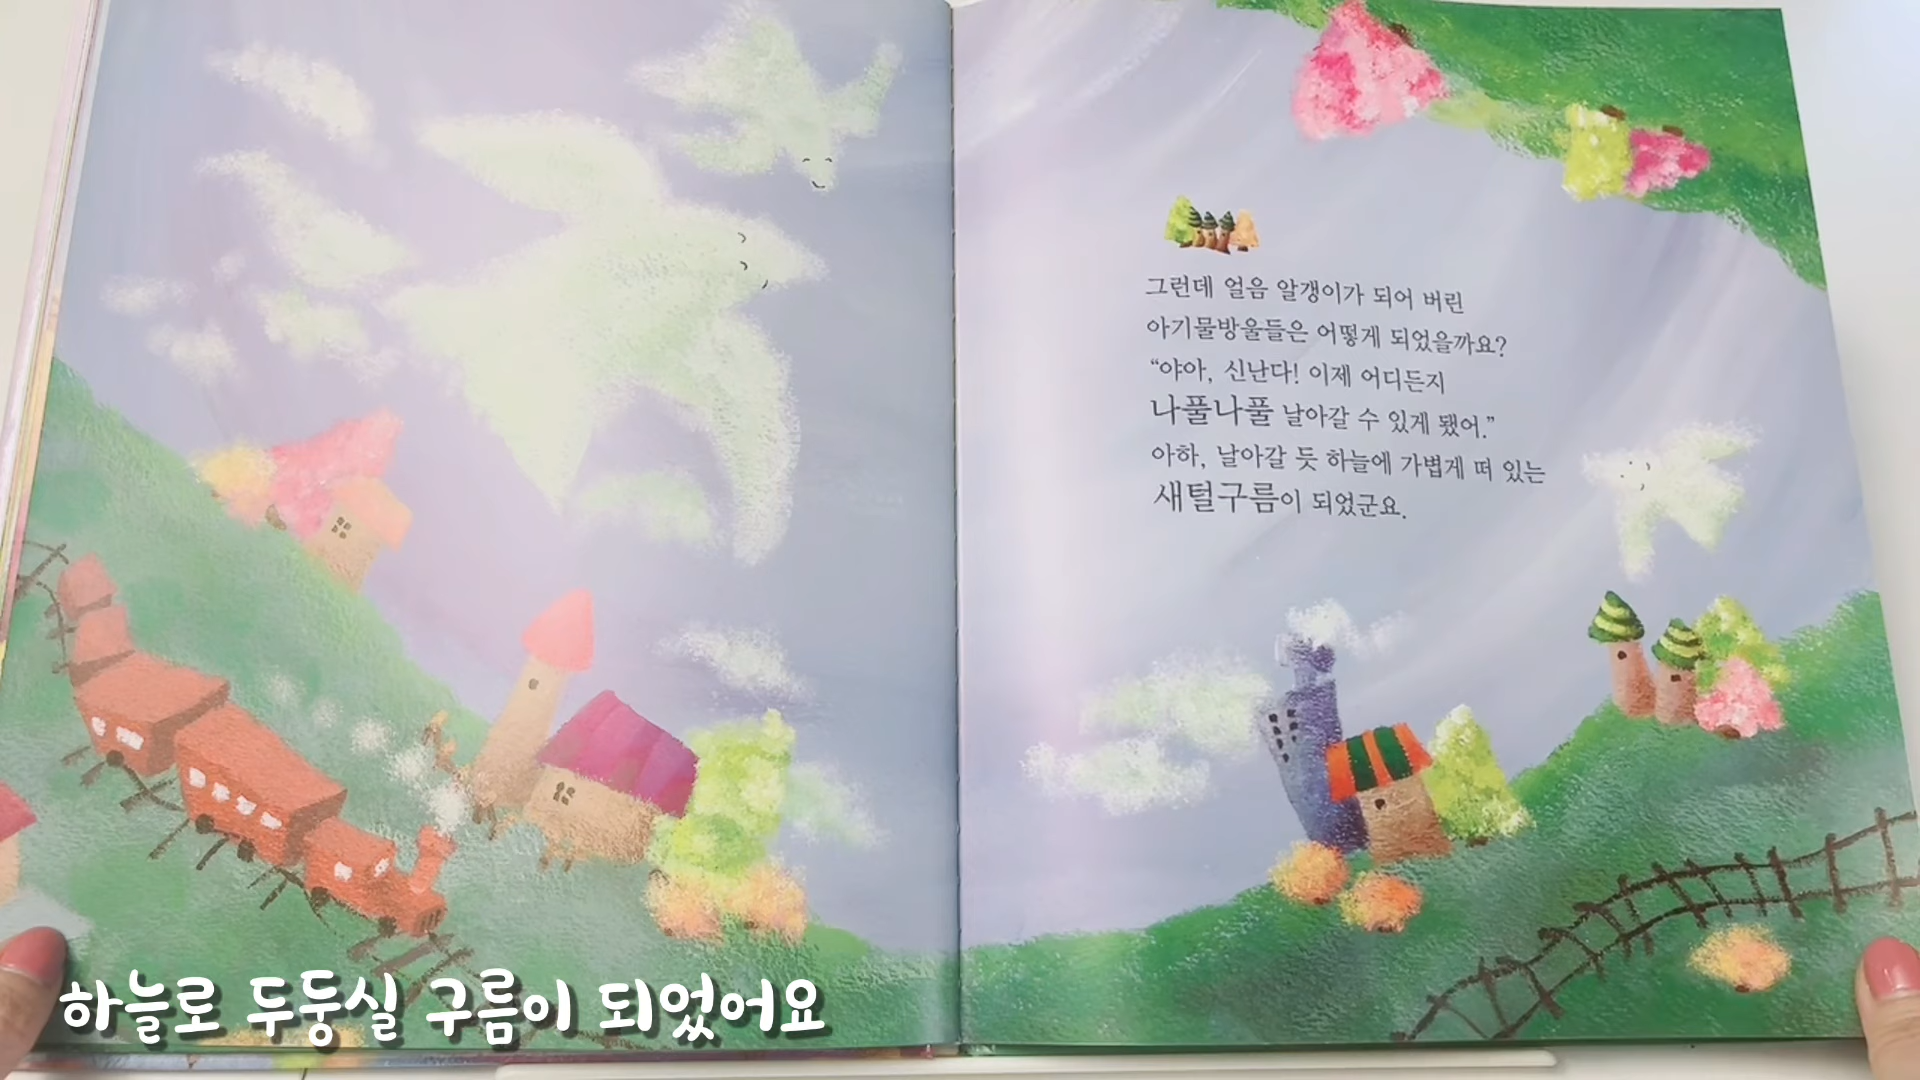 그런데 얼음 알갱이가 되어 버린
아기물방울들은 어떻게 되었을까요?
“야아, 신난다! 이제 어디든지
나풀나풀 날아갈 수 있게 됐어.”
아하, 날아갈 듯 하늘에 가볍게 떠 있는
새털구름이 되었군요.
하늘로 두둥실 구름이 되었어요